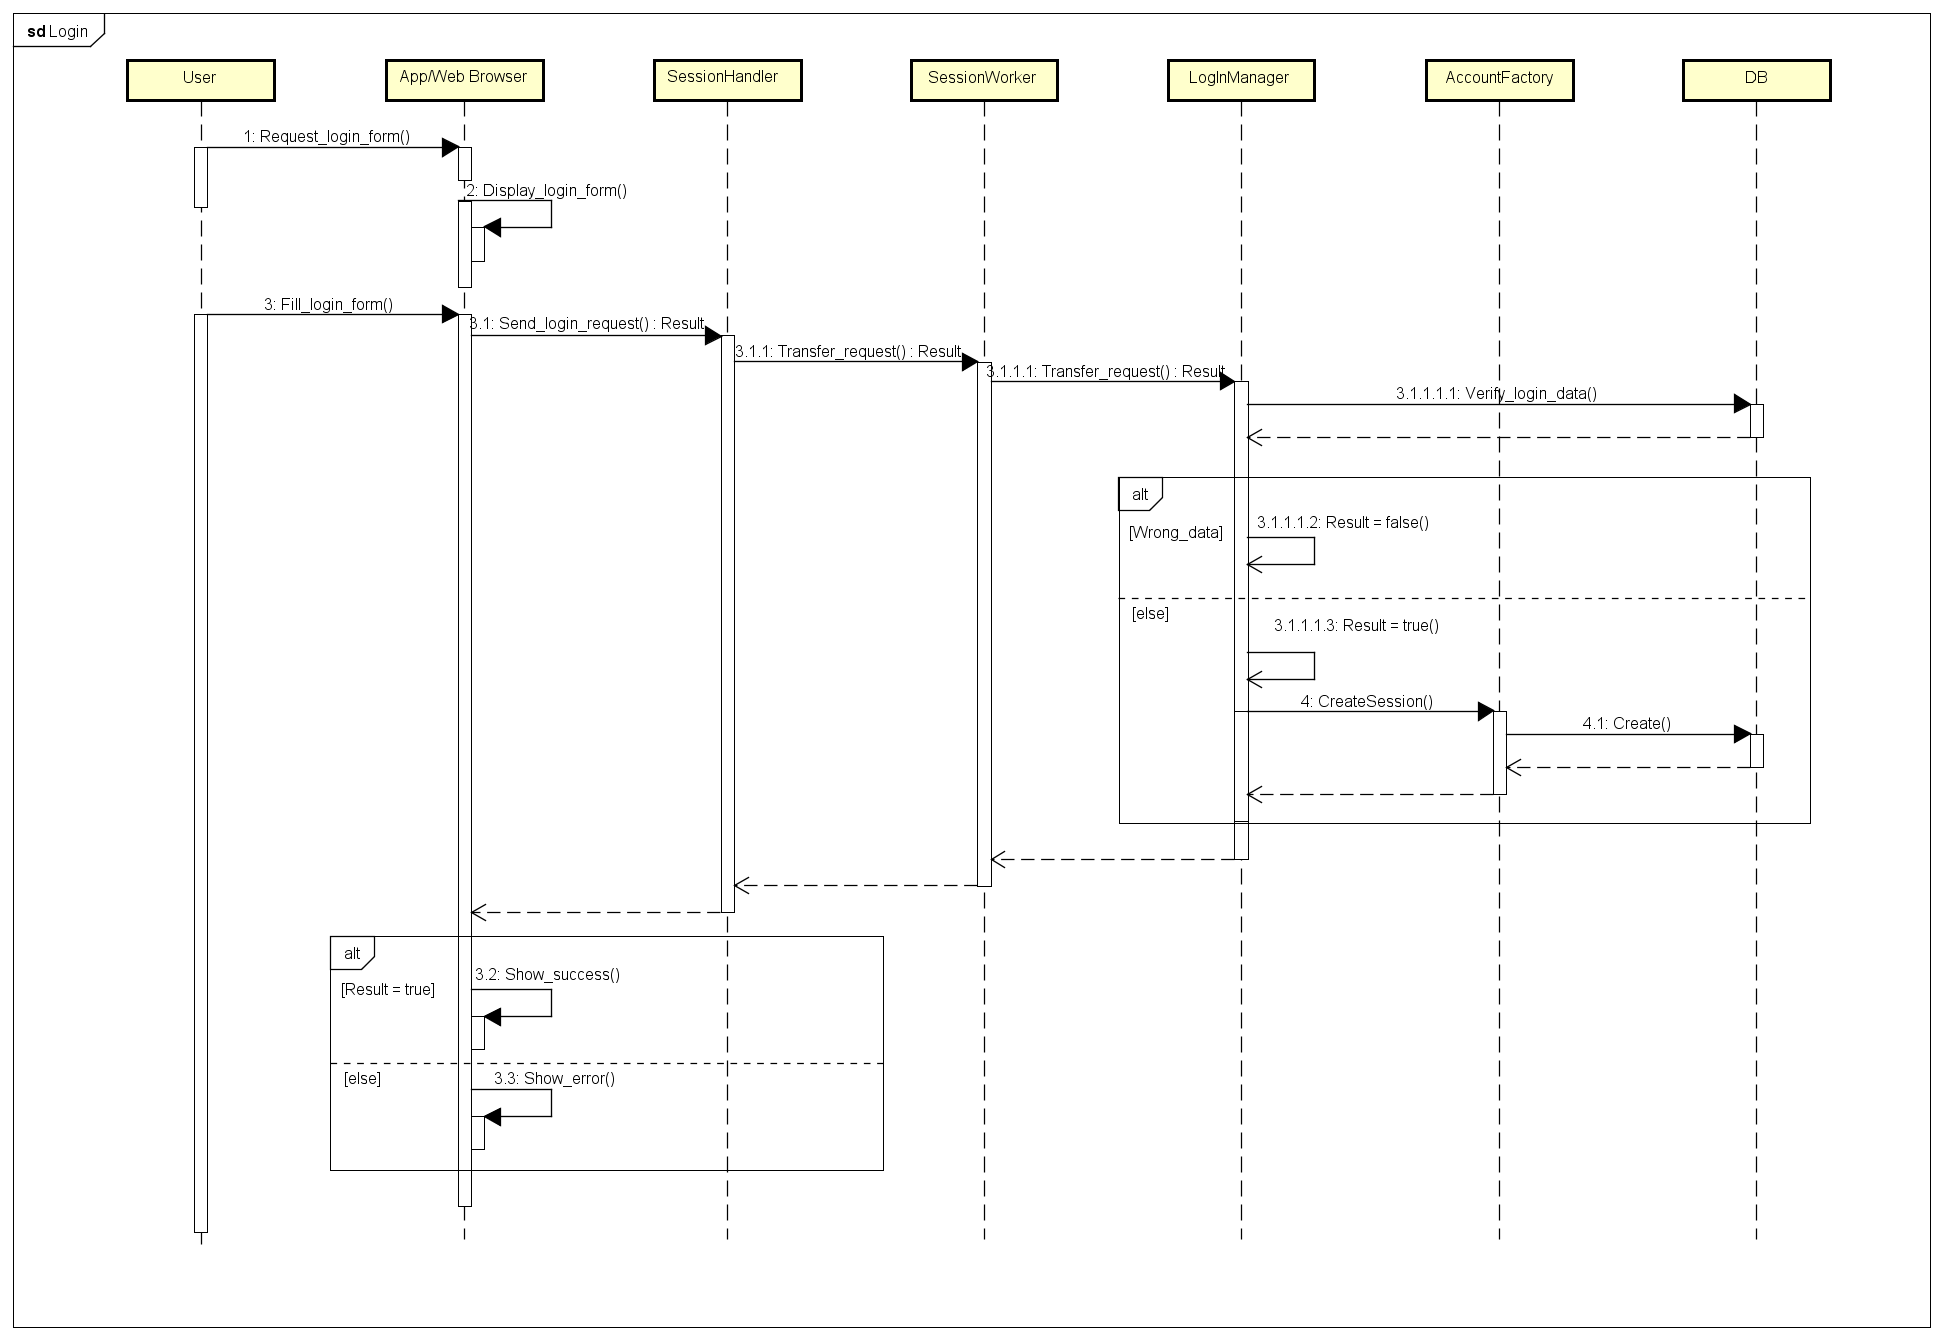 sd Login
User
App/Web Browser
SessionHandler
SessionWorker
LogInManager
AccountFactory
DB
1: Request_login_form()
2: Display_login_form()
3: Fill_login_form()
3.1: Send_login_request() : Result
3.1.1: Transfer_request() : Result
3.1.1.1: Transfer_request() : Result
3.1.1.1.1: Verify_login_data()
alt
[Wrong_data]
3.1.1.1.2: Result = false()
[else]
3.1.1.1.3: Result = true()
4: CreateSession()
4.1: Create()
alt
[Result = true]
3.2: Show_success()
[else]
3.3: Show_error()